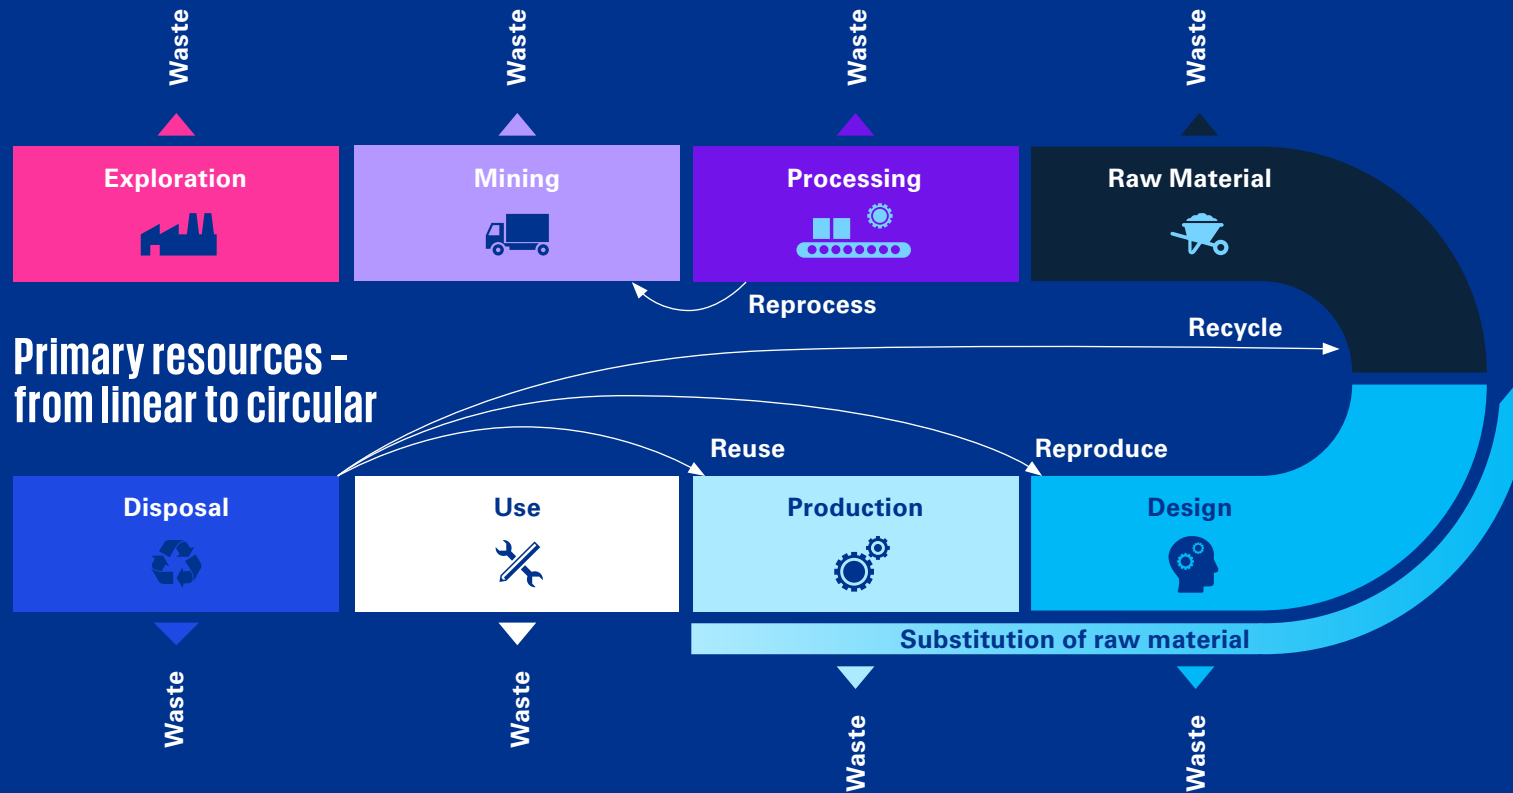 Waste
Waste
Waste
Waste
Exploration
Mining
Processing
Raw Material
Reprocess
Recycle
Primary resources –
from linear to circular
Reuse
Reproduce
Disposal
Use
Production
Design
Substitution of raw material
Waste
Waste
Waste
Waste